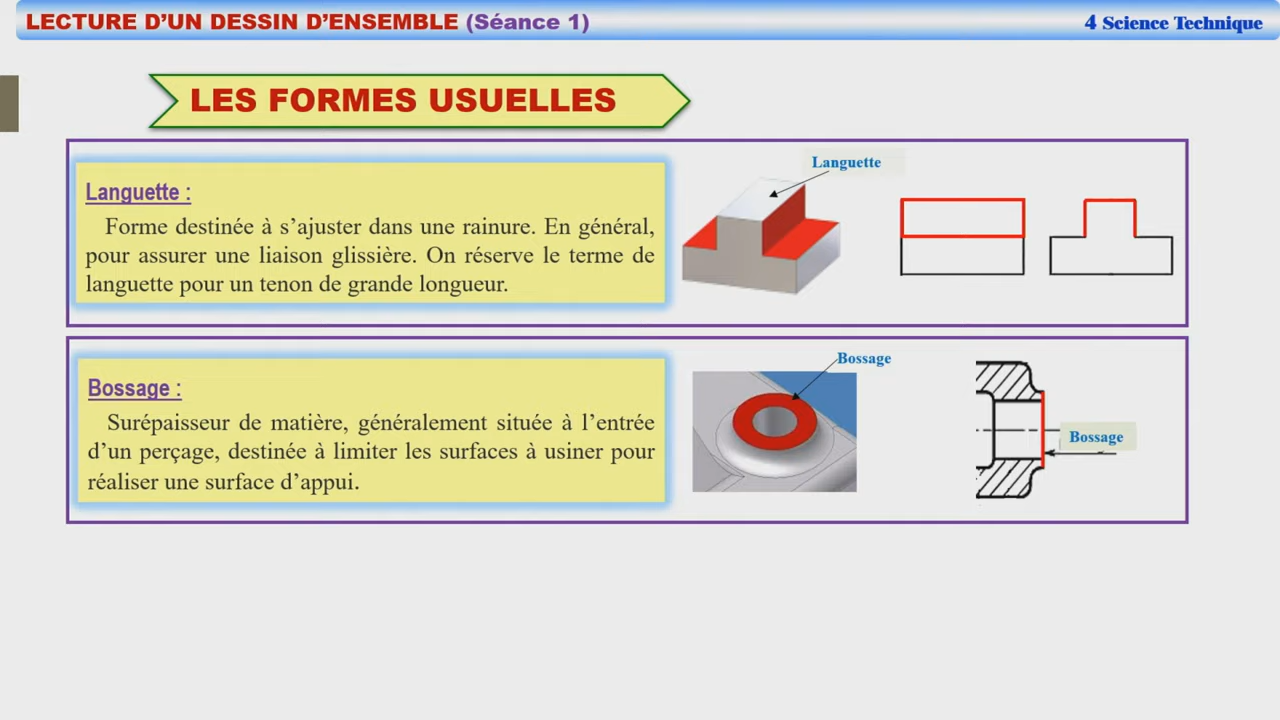 LECTURE D’UN DESSIN D’ENSEMBLE (Séance 1)
4 Science Technique
LES FORMES USUELLES
Languette :
Forme destinée à s’ajuster dans une rainure. En général,
pour assurer une liaison glissière. On réserve le terme de
languette pour un tenon de grande longueur.
Languette
Bossage :
Surépaisseur de matière, généralement située à l’entrée
d’un perçage, destinée à limiter les surfaces à usiner pour
réaliser une surface d’appui.
Bossage
Bossage